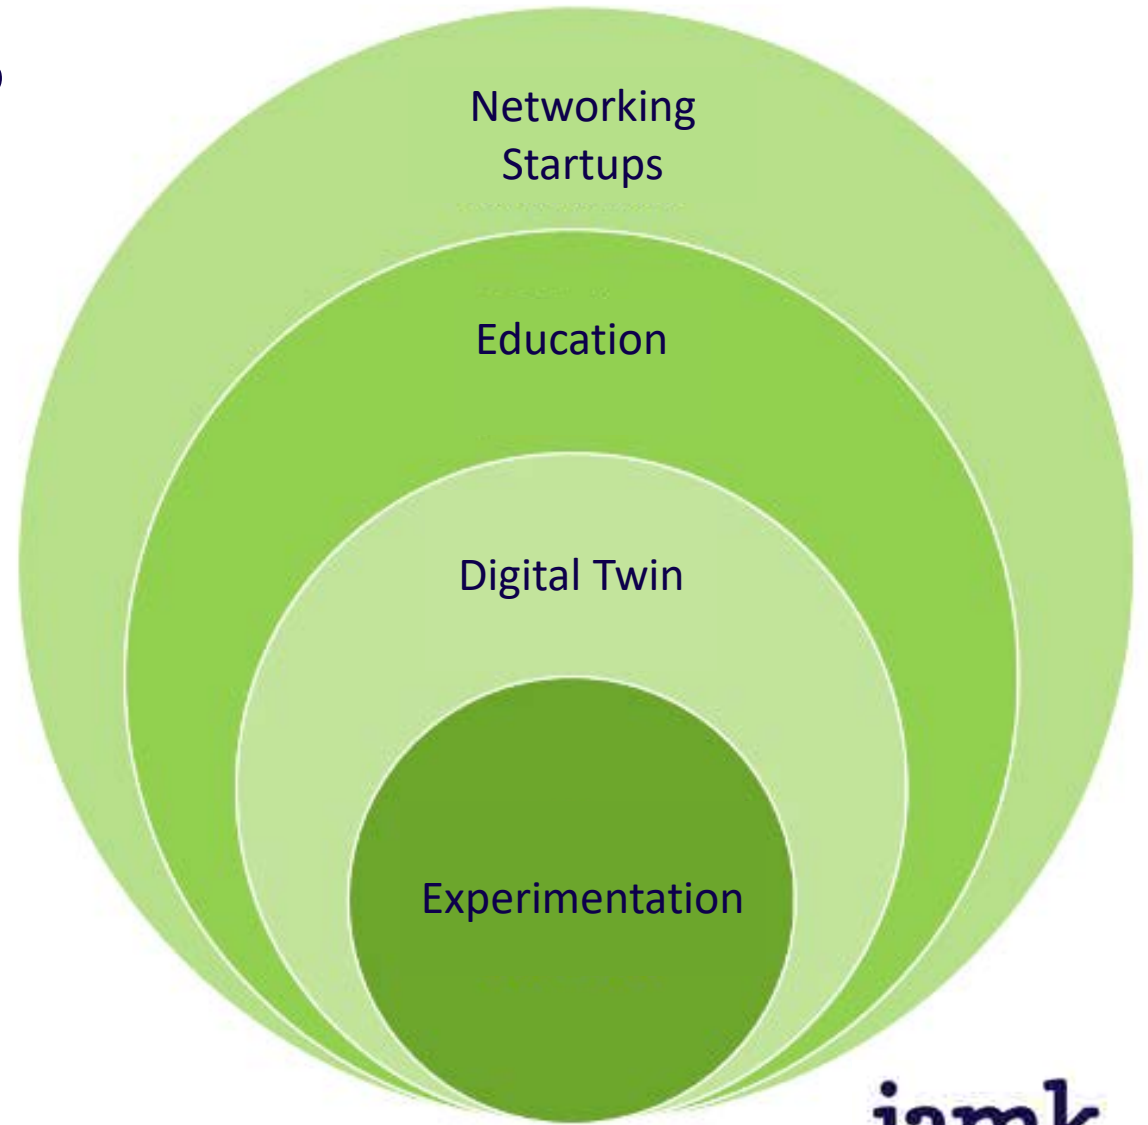 Networking
Startups
Education
Digital Twin
Experimentation
jamk